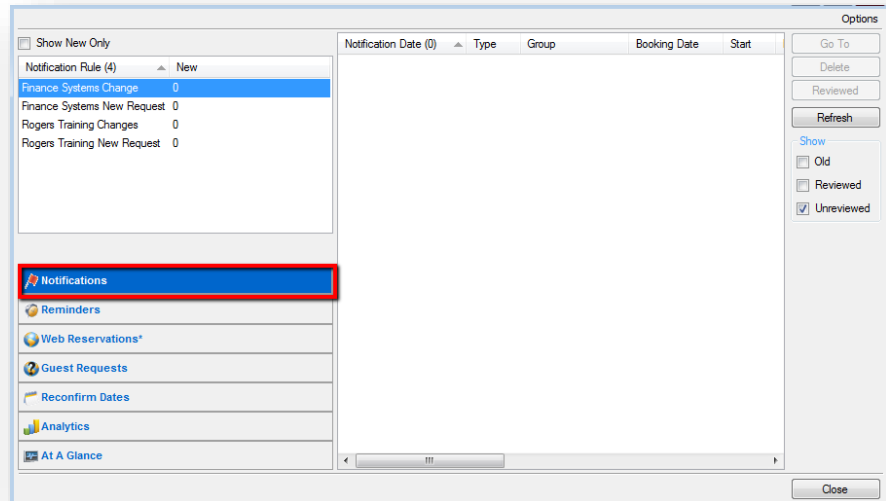 Options
Show New Only
Notification Rule (4) New
Finance Systems Change 0
Finance Systems New Request 0
Rogers Training Changes 0
Rogers Training New Request 0
Notifications
Reminders
Web Reservations*
Guest Requests
Reconfirm Dates
Analytics
At A Glance
Notification Date (0) Type Group Booking Date Start
Go To
Delete
Reviewed
Refresh
Show
Old
Reviewed
Unreviewed
Close